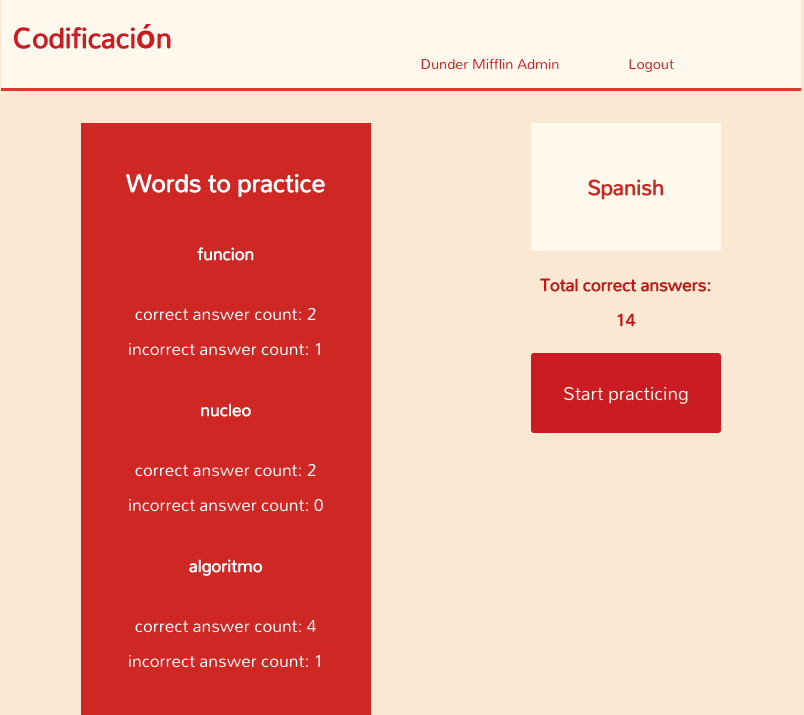 Codificación
Dunder Mifflin Admin
Logout
Words to practice
funcion
correct answer count: 2
incorrect answer count: 1
nucleo
correct answer count: 2
incorrect answer count: 0
algoritmo
correct answer count: 4
incorrect answer count: 1
Spanish
Total correct answers:
14
Start practicing